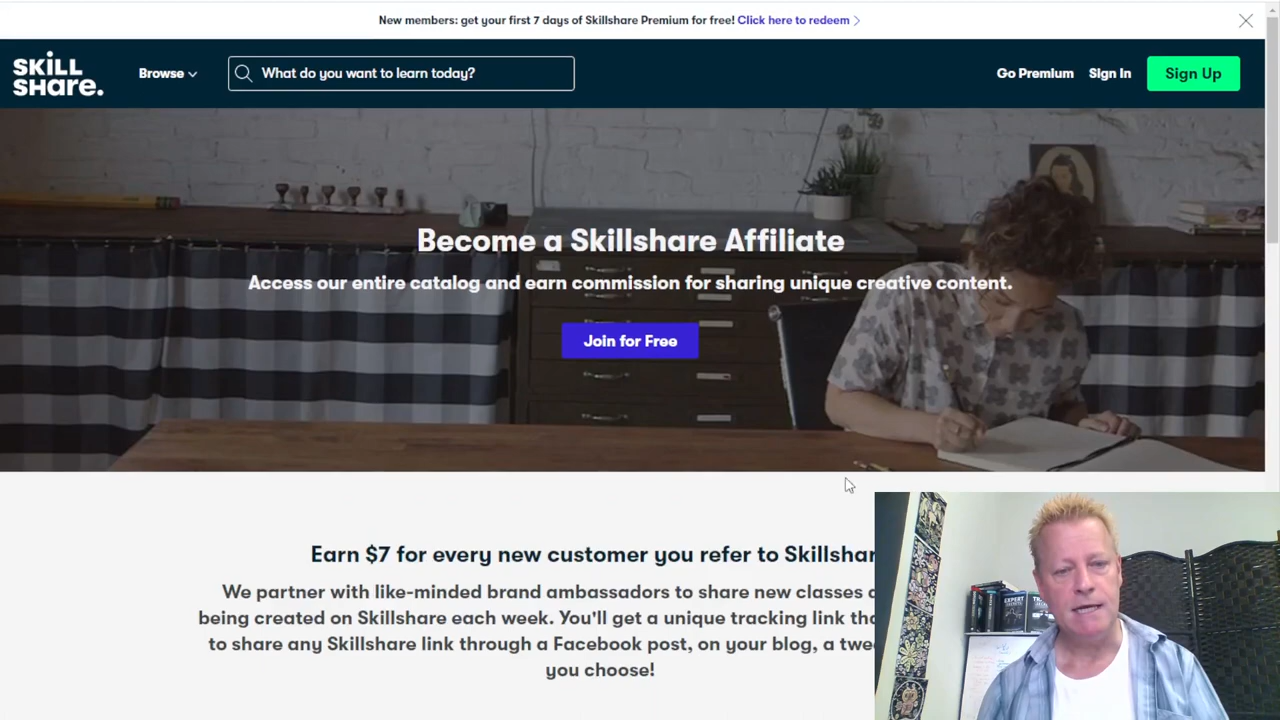 New members: get your first 7 days of Skillshare Premium for free! Click here to redeem >
SKILL
SHARE.
Browse
What do you want to learn today?
Go Premium
Sign In
Sign Up
Become a Skillshare Affiliate
Access our entire catalog and earn commission for sharing unique creative content.
Join for Free
Earn $7 for every new customer you refer to Skillshar
We partner with like-minded brand ambassadors to share new classes
being created on Skillshare each week. You'll get a unique tracking link
to share any Skillshare link through a Facebook post, on your blog, a
you choose!
EXPERT